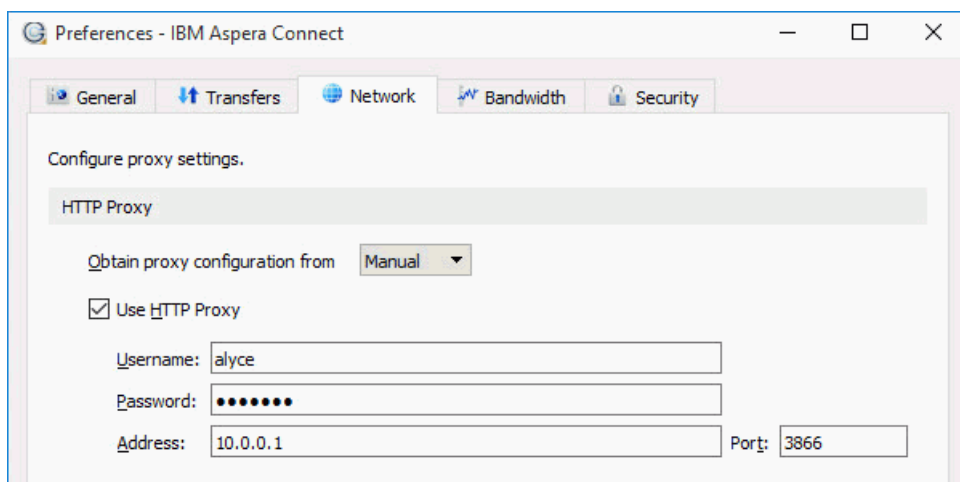 Preferences - IBM Aspera Connect
General Transfers Network Bandwidth Security
Configure proxy settings.
HTTP Proxy
Obtain proxy configuration from Manual
Use HTTP Proxy
Username: alyce
Password: •••••••
Address: 10.0.0.1 Port: 3866